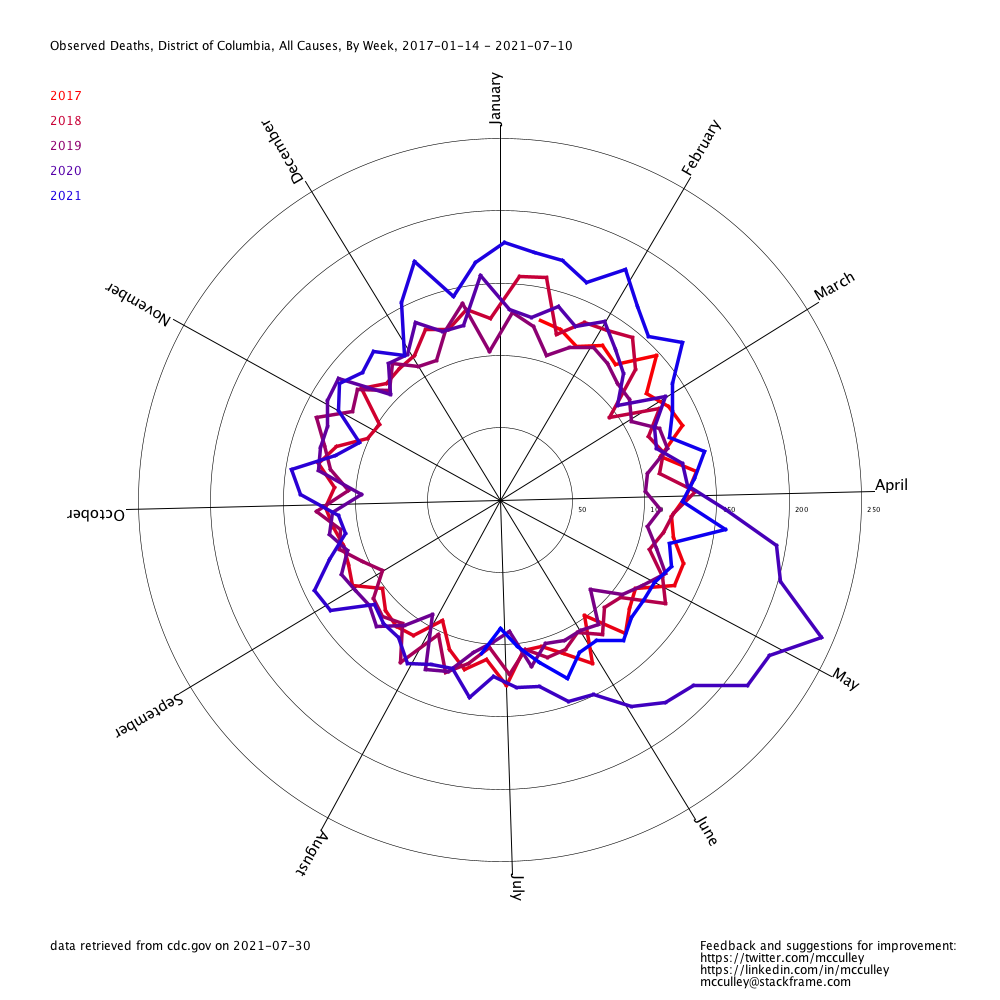 Observed Deaths, District of Columbia, All Causes, By Week, 2017-01-14 - 2021-07-10
2017
2018
2019
2020
2021
January
February
March
April
May
June
July
August
September
October
November
December
50
100
150
200
250
data retrieved from cdc.gov on 2021-07-30
Feedback and suggestions for improvement:
https://twitter.com/mcculley
https://linkedin.com/in/mcculley
mcculley@stackframe.com